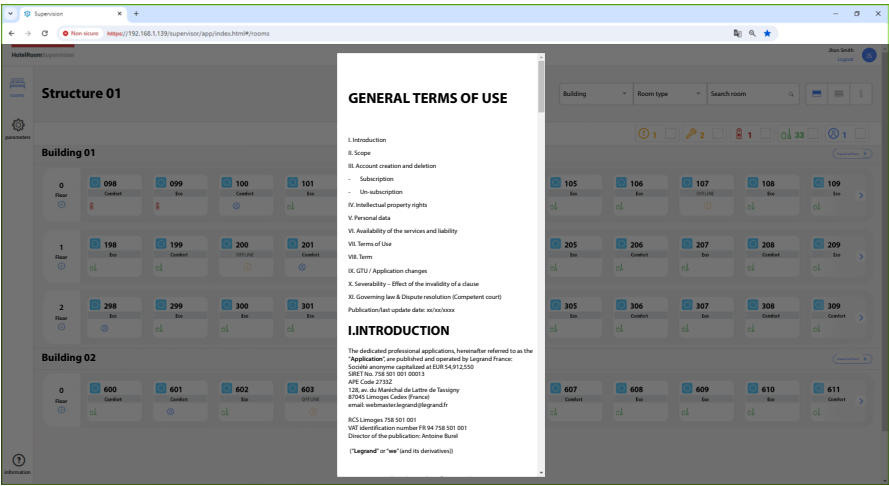 Supervision
Non sicuro https://192.168.1.139/supervisor/app/index.html#/rooms
HotelRoom Supervision
Jhon Smith
Logout
JS
rooms
parameters
information
Structure 01
Building
Room type
Search room
1
2
1
33
1
Building 01
0
Floor
098
Comfort
099
Eco
100
Comfort
101
Eco
105
Eco
106
Eco
107
OFFLINE
108
Eco
109
Eco
1
Floor
198
Eco
199
Comfort
200
OFFLINE
201
Comfort
205
Eco
206
Comfort
207
Eco
208
Comfort
209
Eco
2
Floor
298
Eco
299
Comfort
300
Eco
301
Eco
305
Eco
306
Comfort
307
Eco
308
Comfort
309
Comfort
Building 02
0
Floor
600
Comfort
601
Comfort
602
Eco
603
OFFLINE
607
Comfort
608
Comfort
609
Eco
610
Eco
611
Comfort
GENERAL TERMS OF USE
I. Introduction
II. Scope
III. Account creation and deletion
- Subscription
- Un-subscription
IV. Intellectual property rights
V. Personal data
VI. Availability of the services and liability
VII. Terms of Use
VIII. Term
IX. GTU / Application changes
X. Severability – Effect of the invalidity of a clause
XI. Governing law & Dispute resolution (Competent court)
Publication/last update date: xx/xx/xxxx
I.INTRODUCTION
The dedicated professional applications, hereinafter referred to as the
"Application", are published and operated by Legrand France:
Société anonyme capitalized at EUR 54,912,550
SIRET No. 758 501 001 00013
APE Code 2733Z
128, av. du Maréchal de Lattre de Tassigny
87045 Limoges Cedex (France)
email: webmaster.legrand@legrand.fr
RCS Limoges 758 501 001
VAT identification number FR 94 758 501 001
Director of the publication: Antoine Burel
("Legrand" or "we" (and its derivatives))